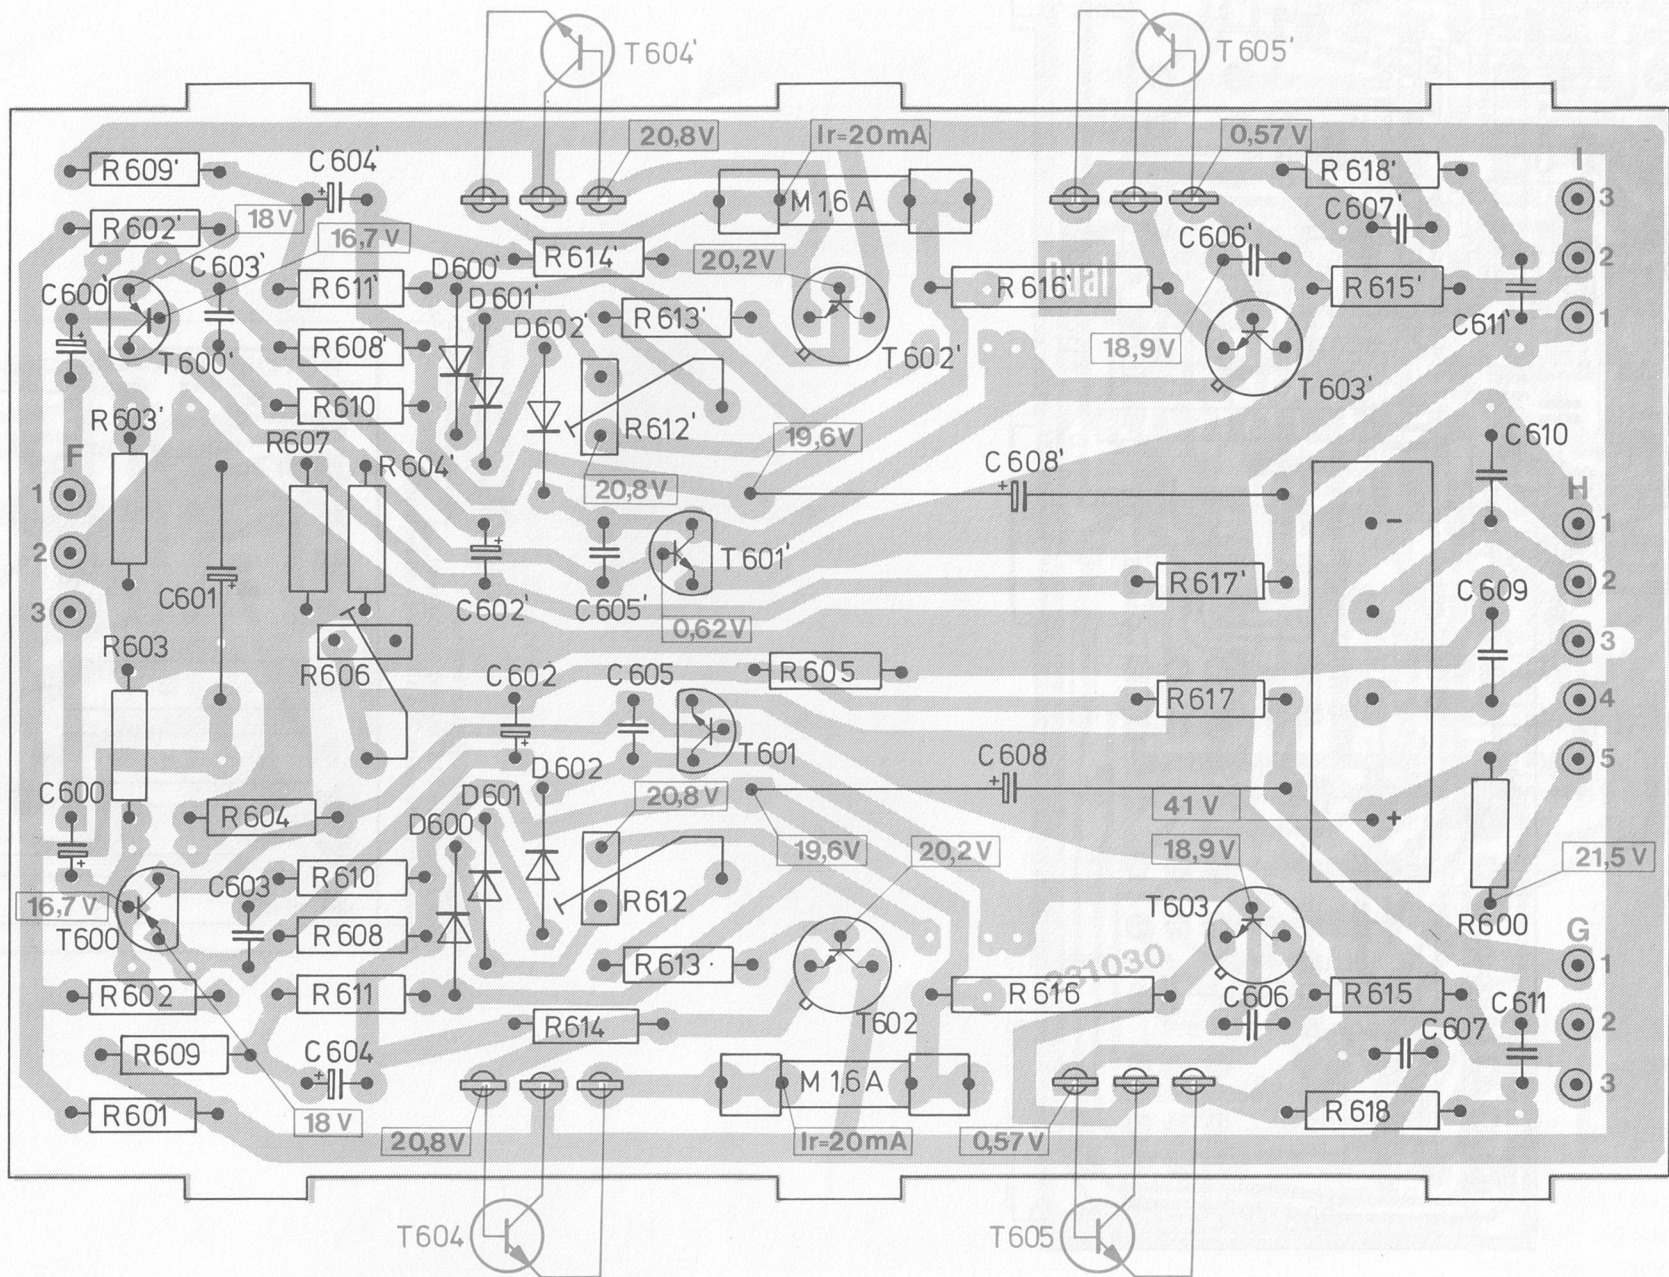 T604'
T605'
20,8V
Ir=20mA
0,57V
I
R609'
C604'
M 1,6 A
R618'
3
R602'
18V
16,7V
C607'
C603'
R614'
20,2V
C606'
2
C600'
D600'
Dual
R611'
D601'
R616'
R615'
D602'
R613'
C611'
1
T600'
R608'
T602'
18,9V
T603'
R610
R603'
R612'
19,6V
C610
F
R607
R604'
C608'
1
20,8V
H
-
1
2
T601'
C601
C602'
C605'
R617'
2
C609
3
0,62V
3
R603
R606
C602
C605
R605
R617
4
T601
5
D602
C608
C600
D601
20,8V
41 V
R604
D600
+
19,6V
20,2V
18,9V
21,5 V
R610
C603
R612
T603
16,7 V
T600
R608
R600
G
R613
231030
1
R602
R611
R616
C606
R615
C611
R614
T602
C607
2
R609
C604
M 1,6 A
3
R601
18V
R618
20,8V
Ir=20mA
0,57V
T604
T605